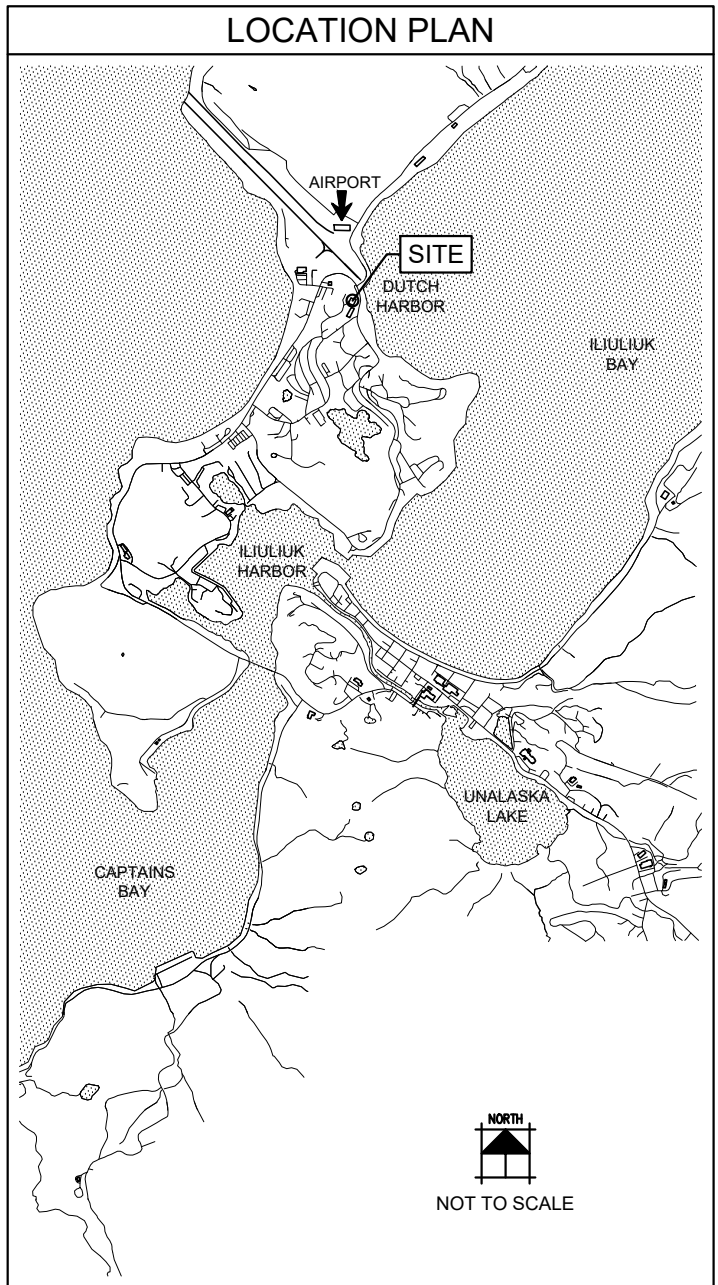 LOCATION PLAN
AIRPORT
SITE
DUTCH
HARBOR
ILIULIUK
BAY
ILIULIUK
HARBOR
UNALASKA
LAKE
CAPTAINS
BAY
NORTH
NOT TO SCALE